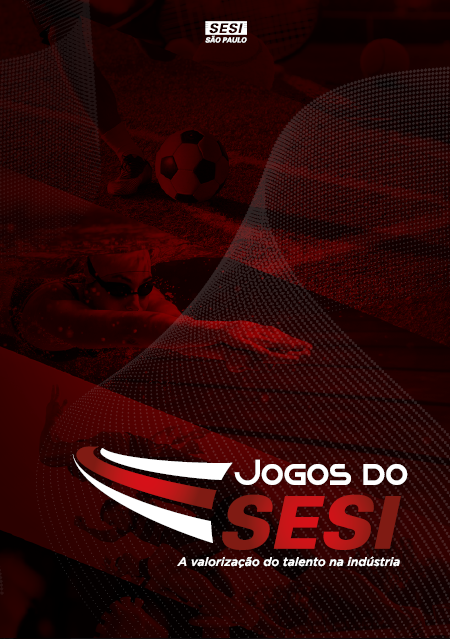 SESI
SÃO PAULO
JOGOS DO
SESI
A valorização do talento na indústria